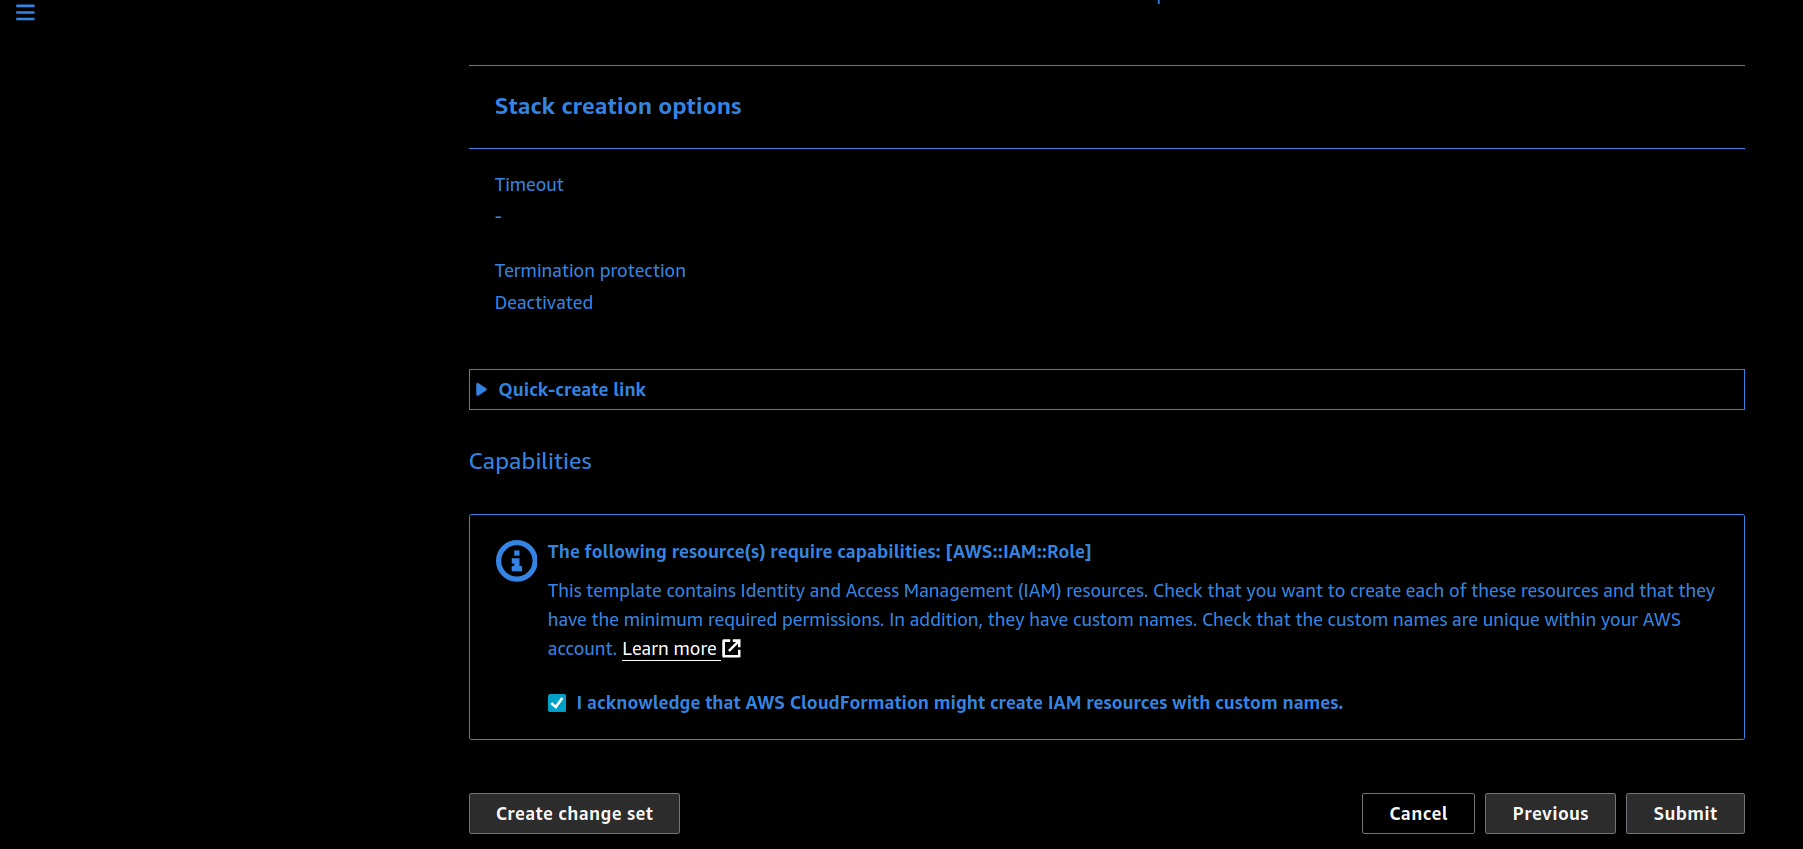 Stack creation options
Timeout
-
Termination protection
Deactivated
Quick-create link
Capabilities
The following resource(s) require capabilities: [AWS::IAM::Role]
This template contains Identity and Access Management (IAM) resources. Check that you want to create each of these resources and that they
have the minimum required permissions. In addition, they have custom names. Check that the custom names are unique within your AWS
account. Learn more
I acknowledge that AWS CloudFormation might create IAM resources with custom names.
Create change set
Cancel
Previous
Submit